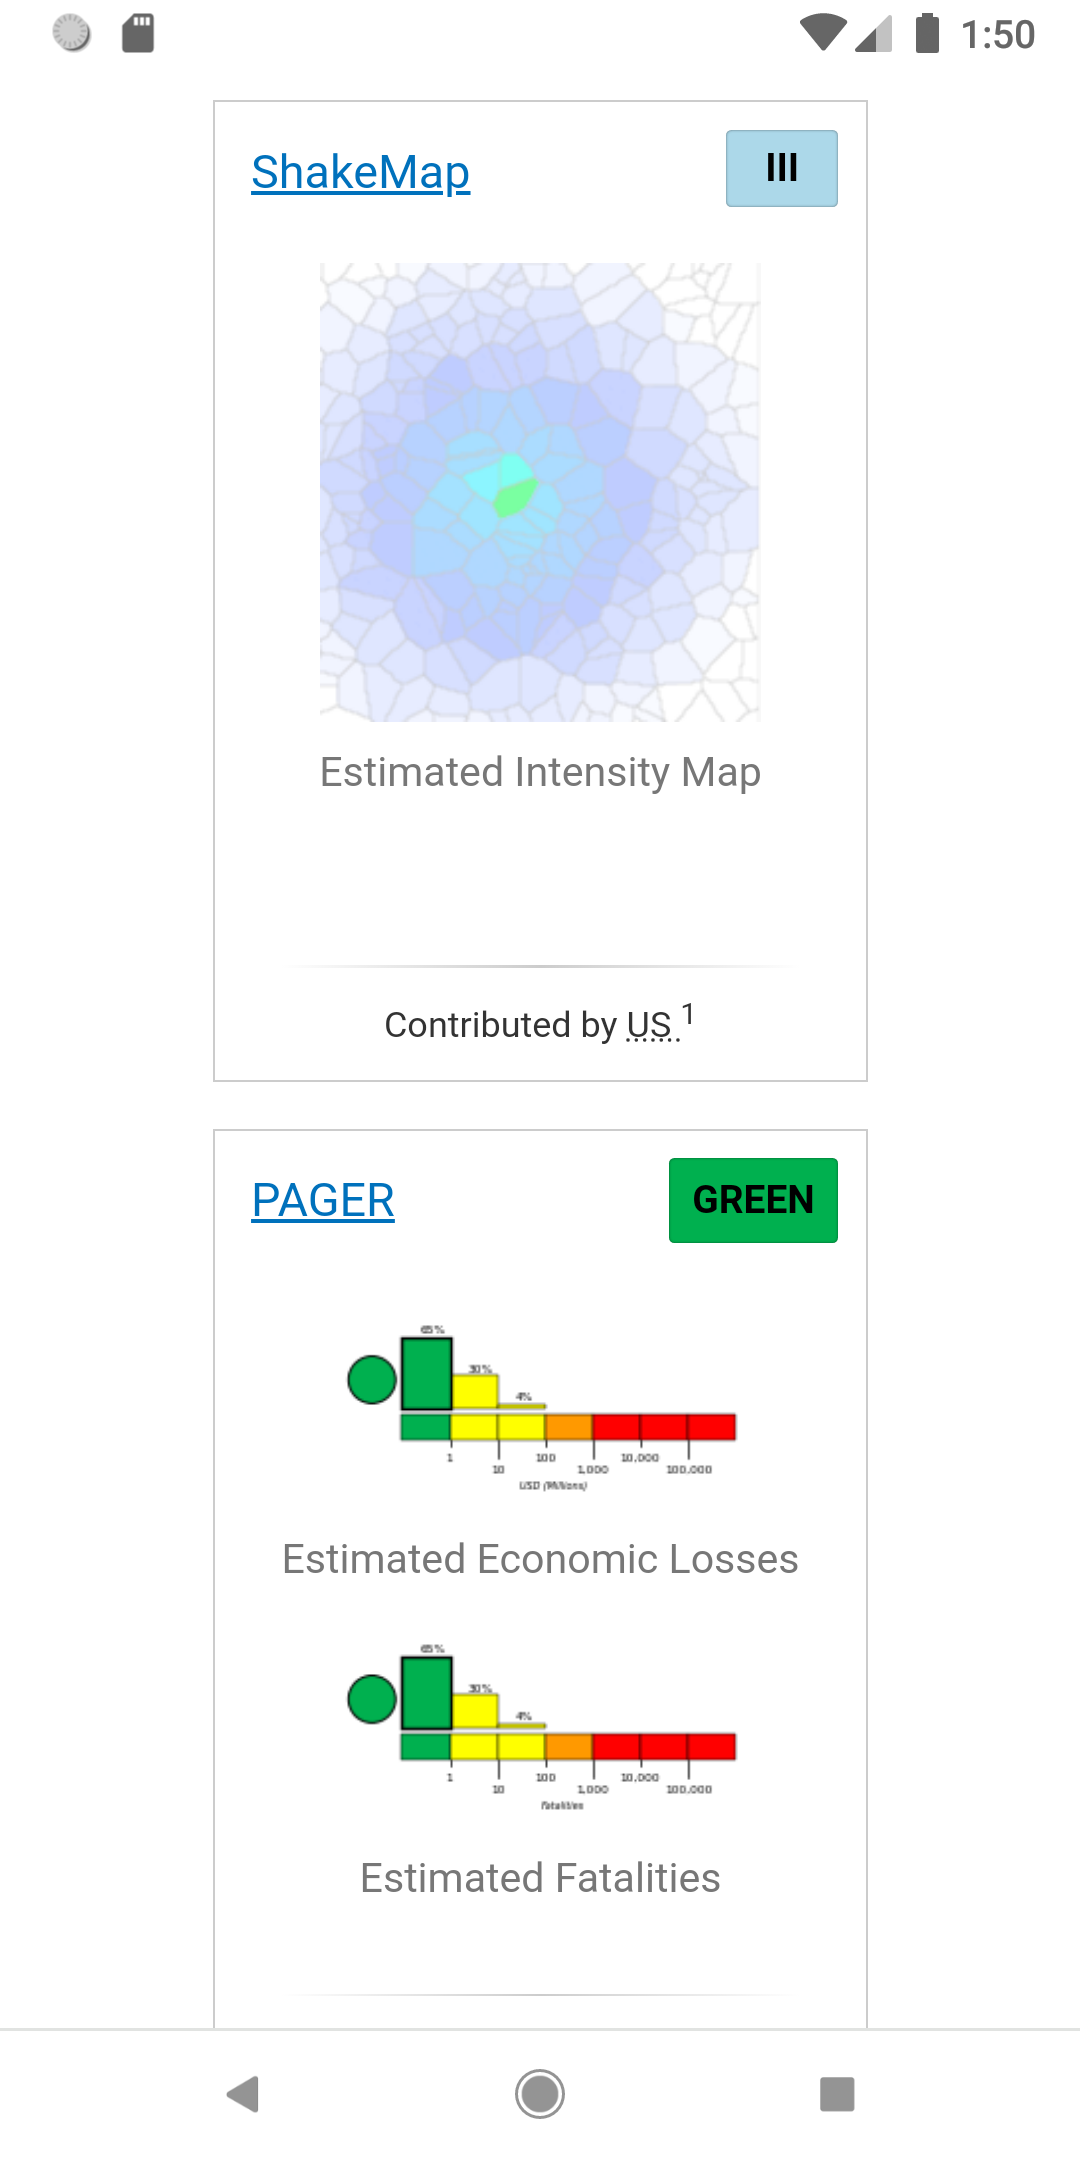 1:50
ShakeMap
III
Estimated Intensity Map
Contributed by US 1
PAGER
GREEN
65%
30%
4%
1
100
10,000
10
1,000
100,000
USD (Millions)
Estimated Economic Losses
65%
30%
4%
1
100
10,000
10
1,000
100,000
Fatalities
Estimated Fatalities